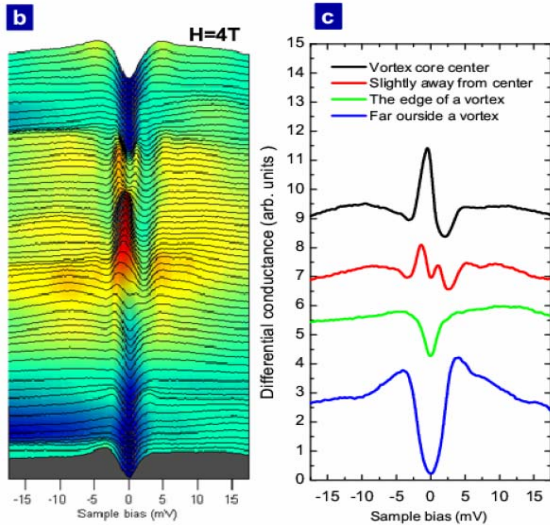 b
H=4T
-15 -10 -5 0 5 10 15
Sample bias (mV)
c
Differential conductance (arb. units )
15
14
13
12
11
10
9
8
7
6
5
4
3
2
1
0
Vortex core center
Slightly away from center
The edge of a vortex
Far ourside a vortex
-15 -10 -5 0 5 10 15
Sample bias (mV)